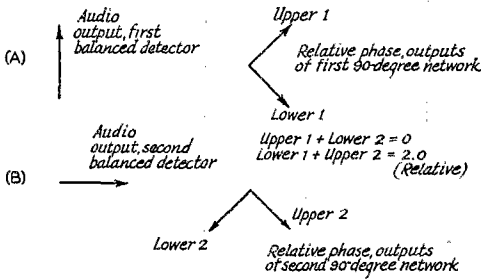 (A)
Audio
output, first
balanced detector
Upper 1
Relative phase, outputs
of first 90-degree network
Lower 1
Upper 1 + Lower 2 = 0
Lower 1 + Upper 2 = 2.0
(Relative)
(B)
Audio
output, second
balanced detector
Lower 2
Upper 2
Relative phase, outputs
of second 90-degree network